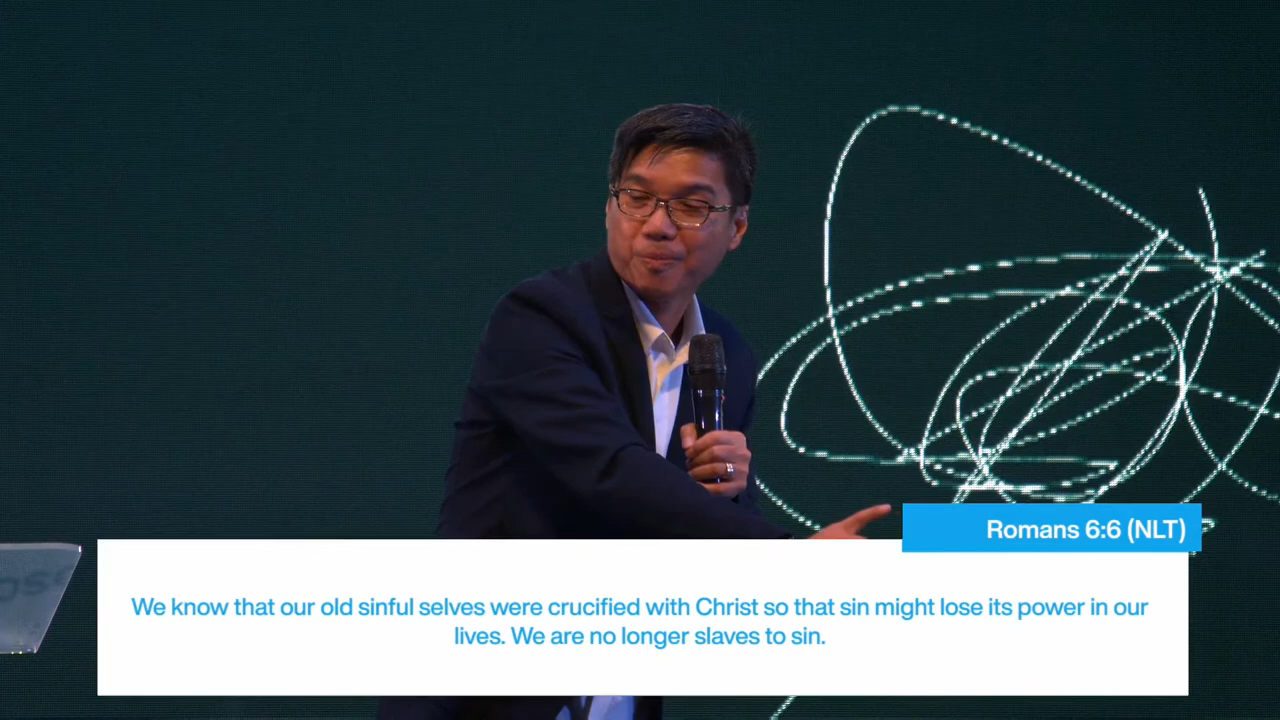 Romans 6:6 (NLT)
We know that our old sinful selves were crucified with Christ so that sin might lose its power in our
lives. We are no longer slaves to sin.